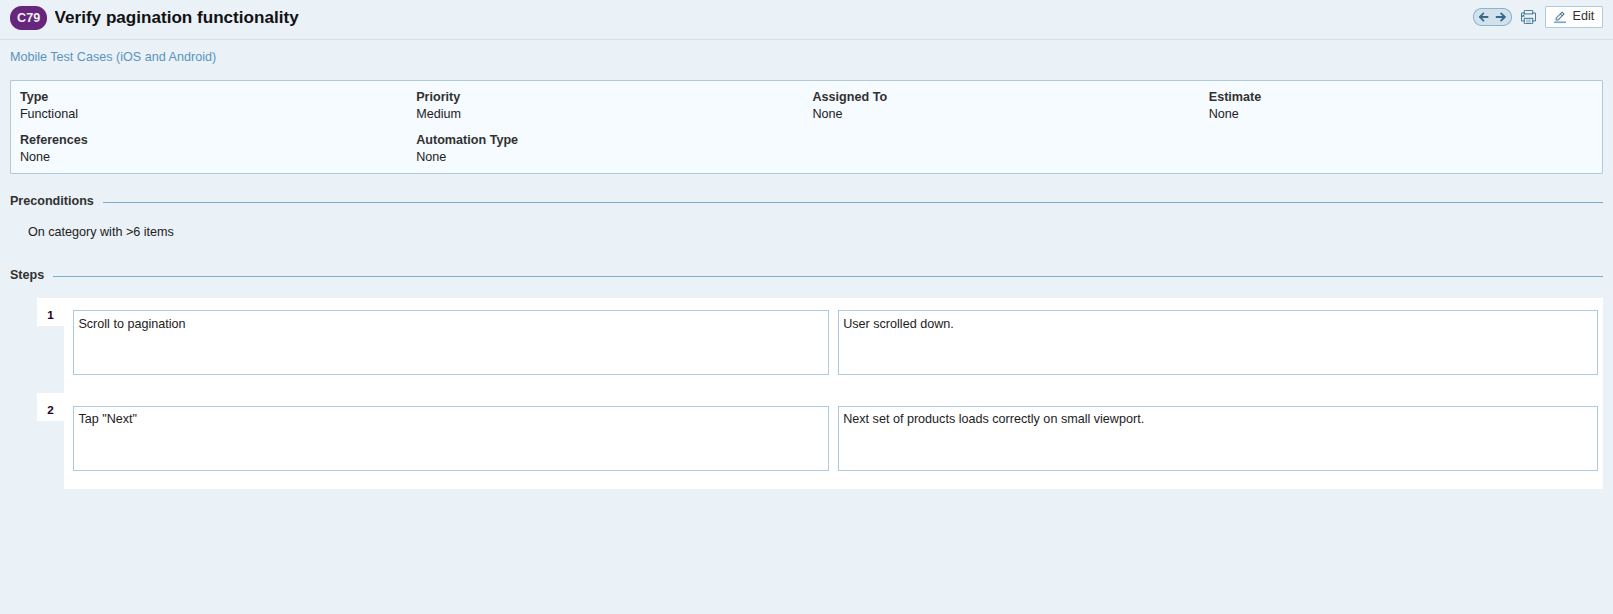 C79 Verify pagination functionality
Edit
Mobile Test Cases (iOS and Android)
Type Priority Assigned To Estimate
Functional Medium None None
References Automation Type
None None
Preconditions
On category with >6 items
Steps
1 Scroll to pagination User scrolled down.
2 Tap "Next" Next set of products loads correctly on small viewport.